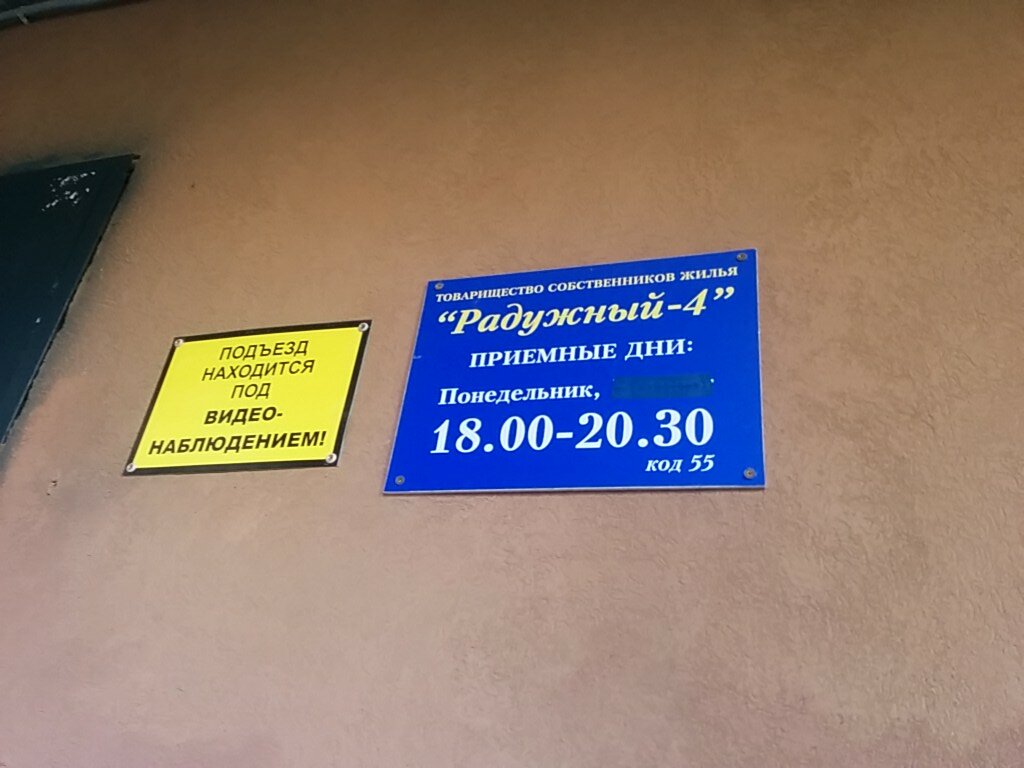 ПОДЪЕЗД
НАХОДИТСЯ
ПОД
ВИДЕО-
НАБЛЮДЕНИЕМ!
ТОВАРИЩЕСТВО СОБСТВЕННИКОВ ЖИЛЬЯ
“Радужный-4”
ПРИЕМНЫЕ ДНИ:
Понедельник,
18.00-20.30
код 55